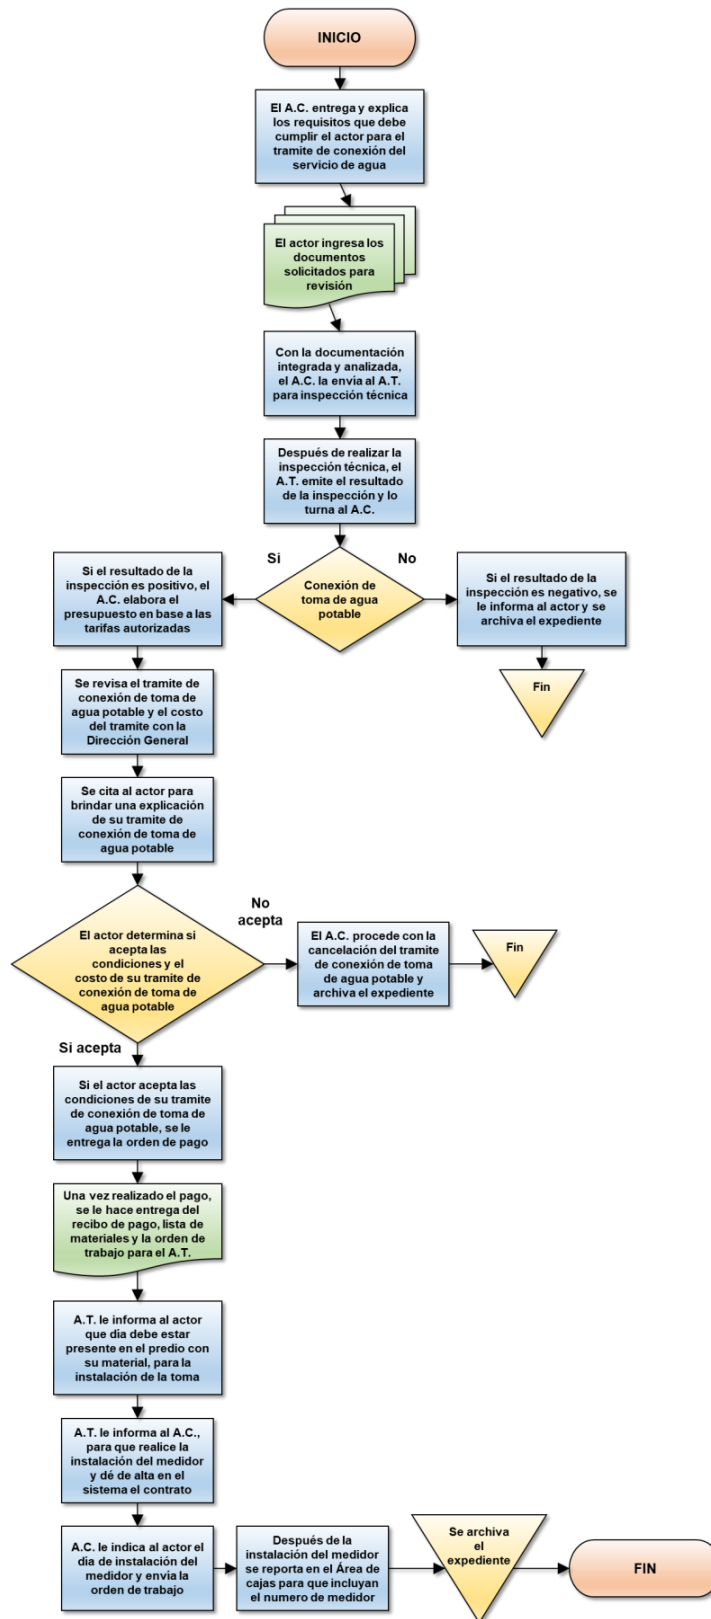 INICIO
El A.C. entrega y explica
los requisitos que debe
cumplir el actor para el
tramite de conexión del
servicio de agua
El actor ingresa los
documentos
solicitados para
revisión
Con la documentación
integrada y analizada,
el A.C. la envía al A.T.
para inspección técnica
Después de realizar la
inspección técnica, el
A.T. emite el resultado
de la inspección y lo
turna al A.C.
Si
No
Conexión de
toma de agua
potable
Si el resultado de la
inspección es positivo, el
A.C. elabora el
presupuesto en base a las
tarifas autorizadas
Si el resultado de la
inspección es negativo, se
le informa al actor y se
archiva el expediente
Fin
Se revisa el tramite de
conexión de toma de
agua potable y el costo
del tramite con la
Dirección General
Se cita al actor para
brindar una explicación
de su tramite de
conexión de toma de
agua potable
El actor determina si
acepta las
condiciones y el
costo de su tramite de
conexión de toma de
agua potable
No
acepta
El A.C. procede con la
cancelación del tramite
de conexión de toma
de agua potable y
archiva el expediente
Fin
Si acepta
Si el actor acepta las
condiciones de su tramite
de conexión de toma de
agua potable, se le
entrega la orden de pago
Una vez realizado el pago,
se le hace entrega del
recibo de pago, lista de
materiales y la orden de
trabajo para el A.T.
A.T. le informa al actor
que día debe estar
presente en el predio con
su material, para la
instalación de la toma
A.T. le informa al A.C.,
para que realice la
instalación del medidor
y dé de alta en el
sistema el contrato
A.C. le indica al actor el
día de instalación del
medidor y envía la
orden de trabajo
Después de la
instalación del medidor
se reporta en el Área de
cajas para que incluyan
el numero de medidor
Se archiva
el
expediente
FIN